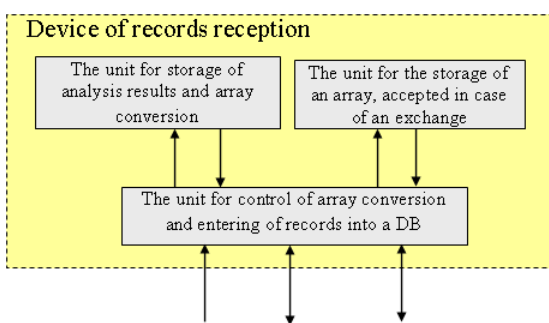 Device of records reception
The unit for storage of
analysis results and array
conversion
The unit for the storage of
an array, accepted in case
of an exchange
The unit for control of array conversion
and entering of records into a DB